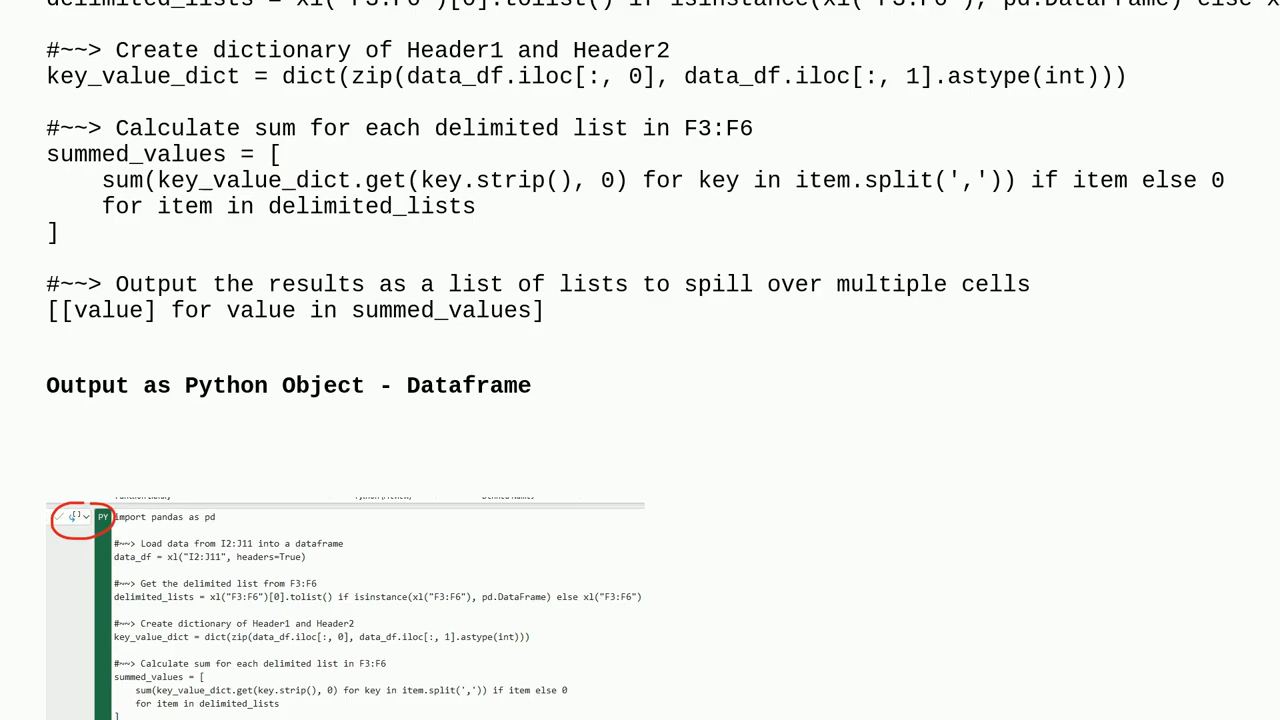 #~~> Create dictionary of Header1 and Header2
key_value_dict = dict(zip(data_df.iloc[:, 0], data_df.iloc[:, 1].astype(int)))
#~~> Calculate sum for each delimited list in F3:F6
summed_values = [
    sum(key_value_dict.get(key.strip(), 0) for key in item.split(',')) if item else 0
    for item in delimited_lists
]
#~~> Output the results as a list of lists to spill over multiple cells
[[value] for value in summed_values]
Output as Python Object - Dataframe
PY import pandas as pd
#~~> Load data from I2:J11 into a dataframe
data_df = xl("I2:J11", headers=True)
#~~> Get the delimited list from F3:F6
delimited_lists = xl("F3:F6")[0].tolist() if isinstance(xl("F3:F6"), pd.DataFrame) else xl("F3:F6")
#~~> Create dictionary of Header1 and Header2
key_value_dict = dict(zip(data_df.iloc[:, 0], data_df.iloc[:, 1].astype(int)))
#~~> Calculate sum for each delimited list in F3:F6
summed_values = [
    sum(key_value_dict.get(key.strip(), 0) for key in item.split(',')) if item else 0
    for item in delimited_lists
]